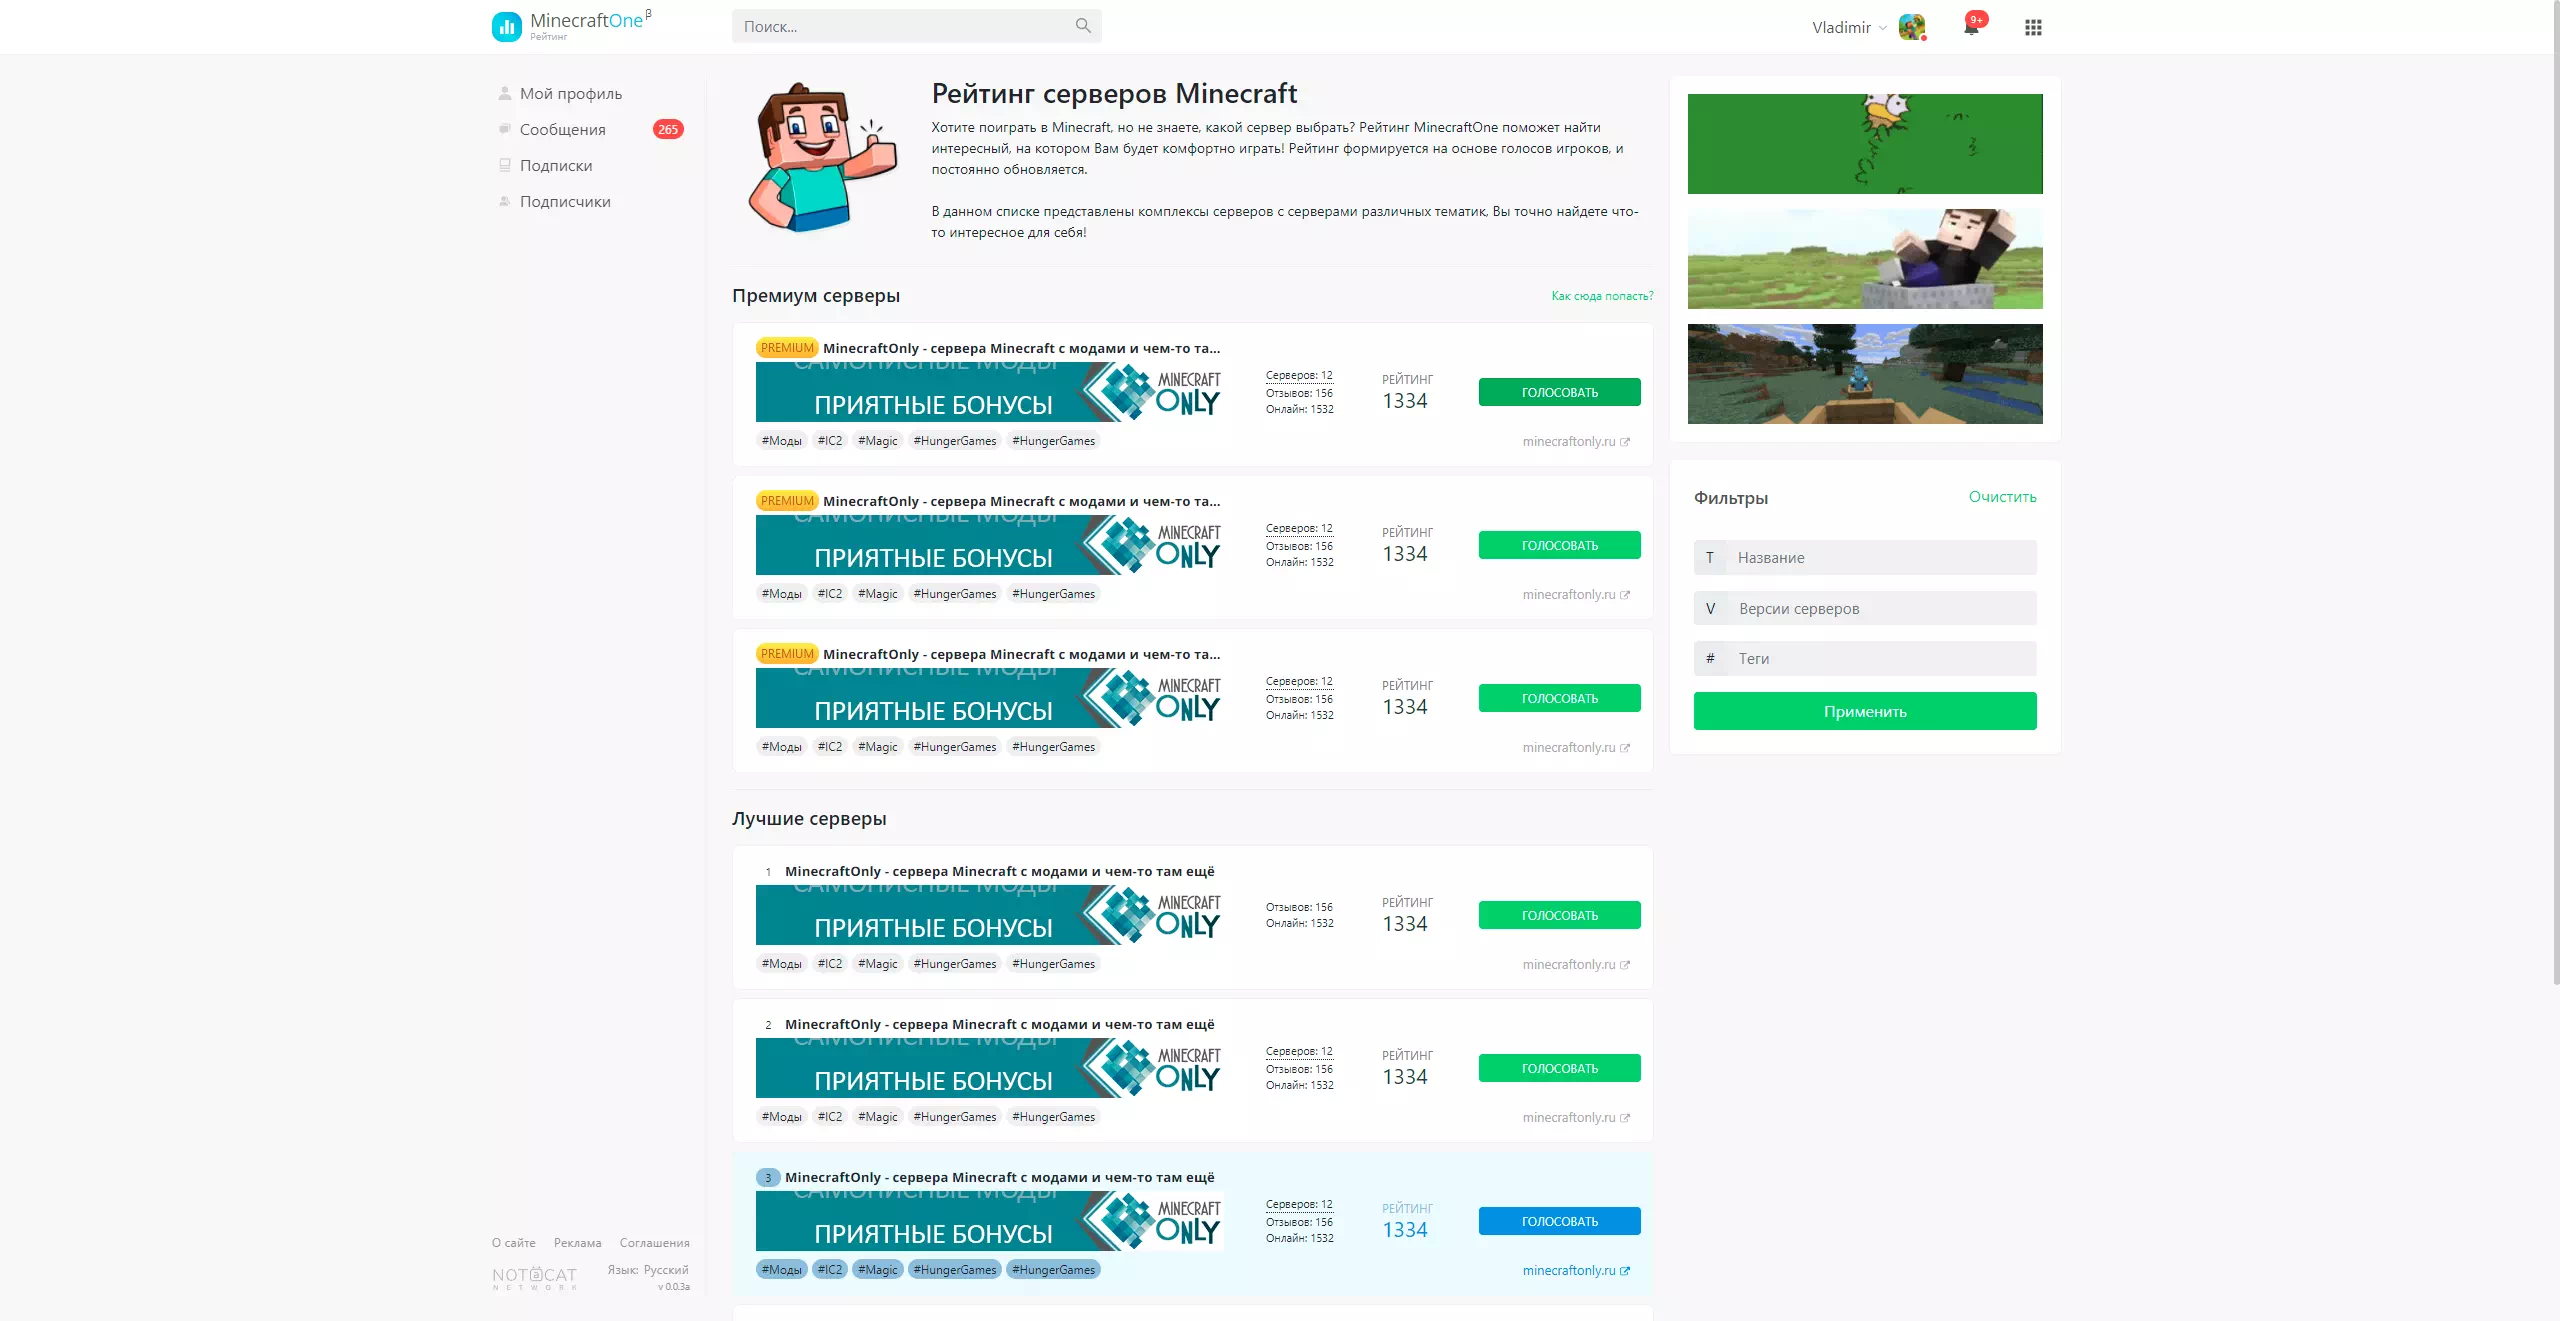 MinecraftOne β
Рейтинг
Поиск...
Vladimir
9+
Мой профиль
Сообщения
265
Подписки
Подписчики
Рейтинг серверов Minecraft
Хотите поиграть в Minecraft, но не знаете, какой сервер выбрать? Рейтинг MinecraftOne поможет найти
интересный, на котором Вам будет комфортно играть! Рейтинг формируется на основе голосов игроков, и
постоянно обновляется.
В данном списке представлены комплексы серверов с серверами различных тематик, Вы точно найдете что-
то интересное для себя!
Премиум серверы
Как сюда попасть?
PREMIUM MinecraftOnly - сервера Minecraft с модами и чем-то та...
САМОПИСНЫЕ МОДЫ
ПРИЯТНЫЕ БОНУСЫ
MINECRAFT
ONLY
Серверов: 12
Отзывов: 156
Онлайн: 1532
РЕЙТИНГ
1334
ГОЛОСОВАТЬ
#Моды #IC2 #Magic #HungerGames #HungerGames
minecraftonly.ru
PREMIUM MinecraftOnly - сервера Minecraft с модами и чем-то та...
САМОПИСНЫЕ МОДЫ
ПРИЯТНЫЕ БОНУСЫ
MINECRAFT
ONLY
Серверов: 12
Отзывов: 156
Онлайн: 1532
РЕЙТИНГ
1334
ГОЛОСОВАТЬ
#Моды #IC2 #Magic #HungerGames #HungerGames
minecraftonly.ru
PREMIUM MinecraftOnly - сервера Minecraft с модами и чем-то та...
САМОПИСНЫЕ МОДЫ
ПРИЯТНЫЕ БОНУСЫ
MINECRAFT
ONLY
Серверов: 12
Отзывов: 156
Онлайн: 1532
РЕЙТИНГ
1334
ГОЛОСОВАТЬ
#Моды #IC2 #Magic #HungerGames #HungerGames
minecraftonly.ru
Лучшие серверы
1 MinecraftOnly - сервера Minecraft с модами и чем-то там ещё
САМОПИСНЫЕ МОДЫ
ПРИЯТНЫЕ БОНУСЫ
MINECRAFT
ONLY
Отзывов: 156
Онлайн: 1532
РЕЙТИНГ
1334
ГОЛОСОВАТЬ
#Моды #IC2 #Magic #HungerGames #HungerGames
minecraftonly.ru
2 MinecraftOnly - сервера Minecraft с модами и чем-то там ещё
САМОПИСНЫЕ МОДЫ
ПРИЯТНЫЕ БОНУСЫ
MINECRAFT
ONLY
Серверов: 12
Отзывов: 156
Онлайн: 1532
РЕЙТИНГ
1334
ГОЛОСОВАТЬ
#Моды #IC2 #Magic #HungerGames #HungerGames
minecraftonly.ru
3 MinecraftOnly - сервера Minecraft с модами и чем-то там ещё
САМОПИСНЫЕ МОДЫ
ПРИЯТНЫЕ БОНУСЫ
MINECRAFT
ONLY
Серверов: 12
Отзывов: 156
Онлайн: 1532
РЕЙТИНГ
1334
ГОЛОСОВАТЬ
#Моды #IC2 #Magic #HungerGames #HungerGames
minecraftonly.ru
Фильтры
Очистить
T Название
V Версии серверов
# Теги
Применить
О сайте Реклама Соглашения
NOTACAT
NETWORK
Язык: Русский
v 0.0.3a